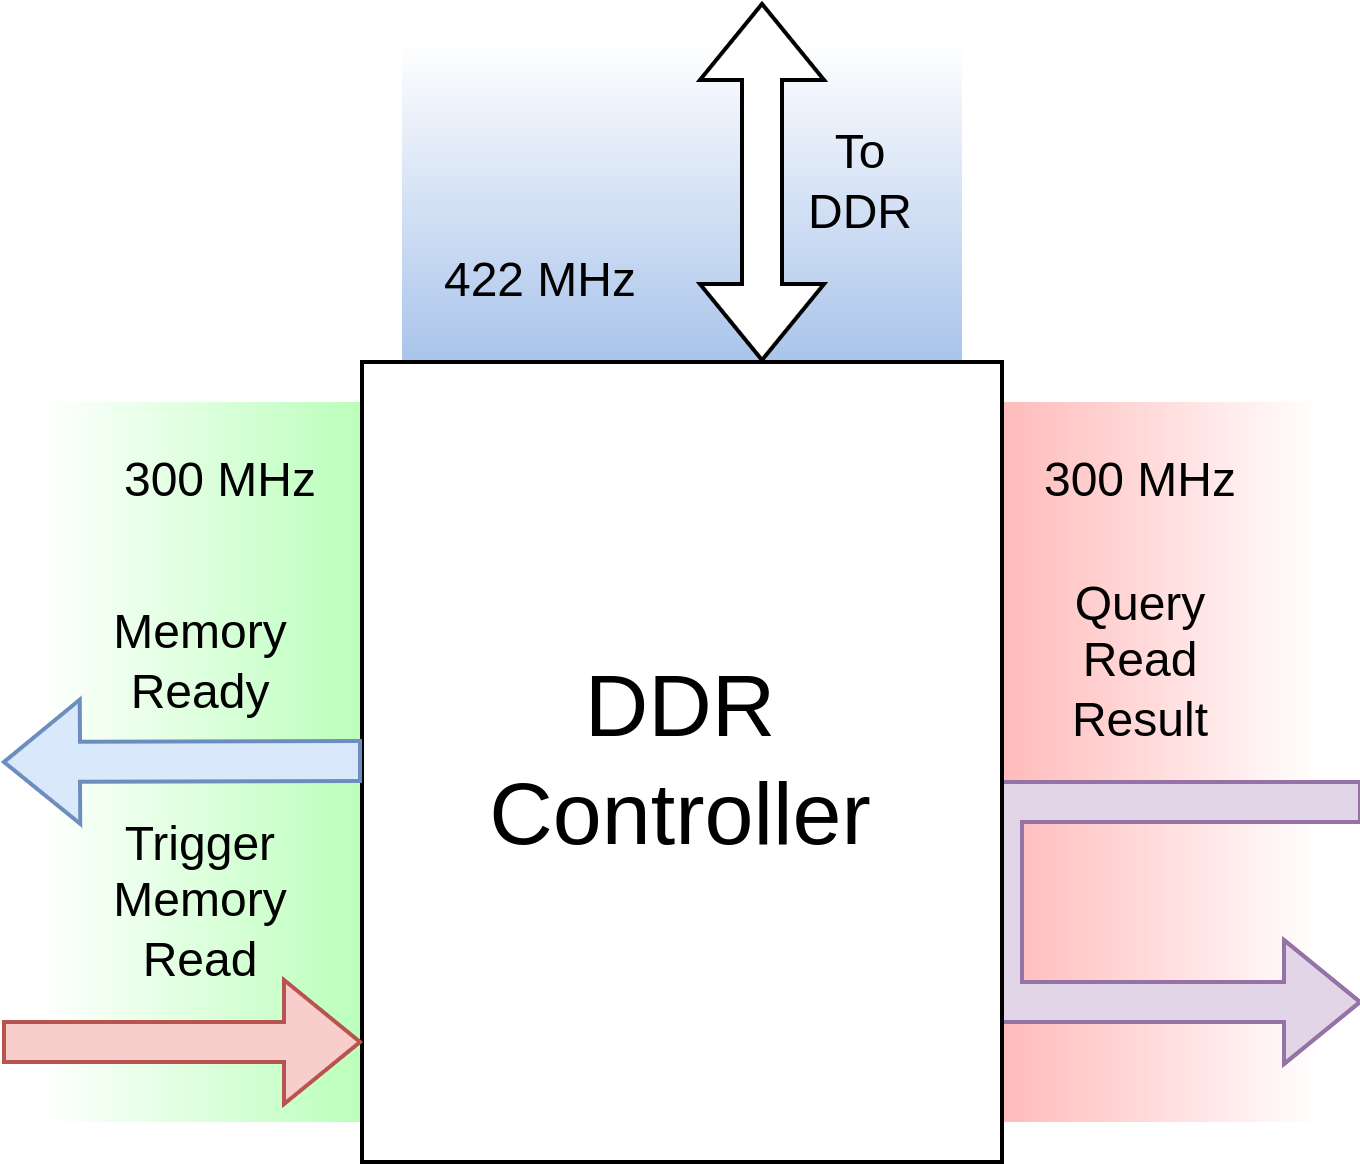 To
DDR
422 MHz
300 MHz
300 MHz
Memory
Ready
Query
Read
Result
DDR
Controller
Trigger
Memory
Read